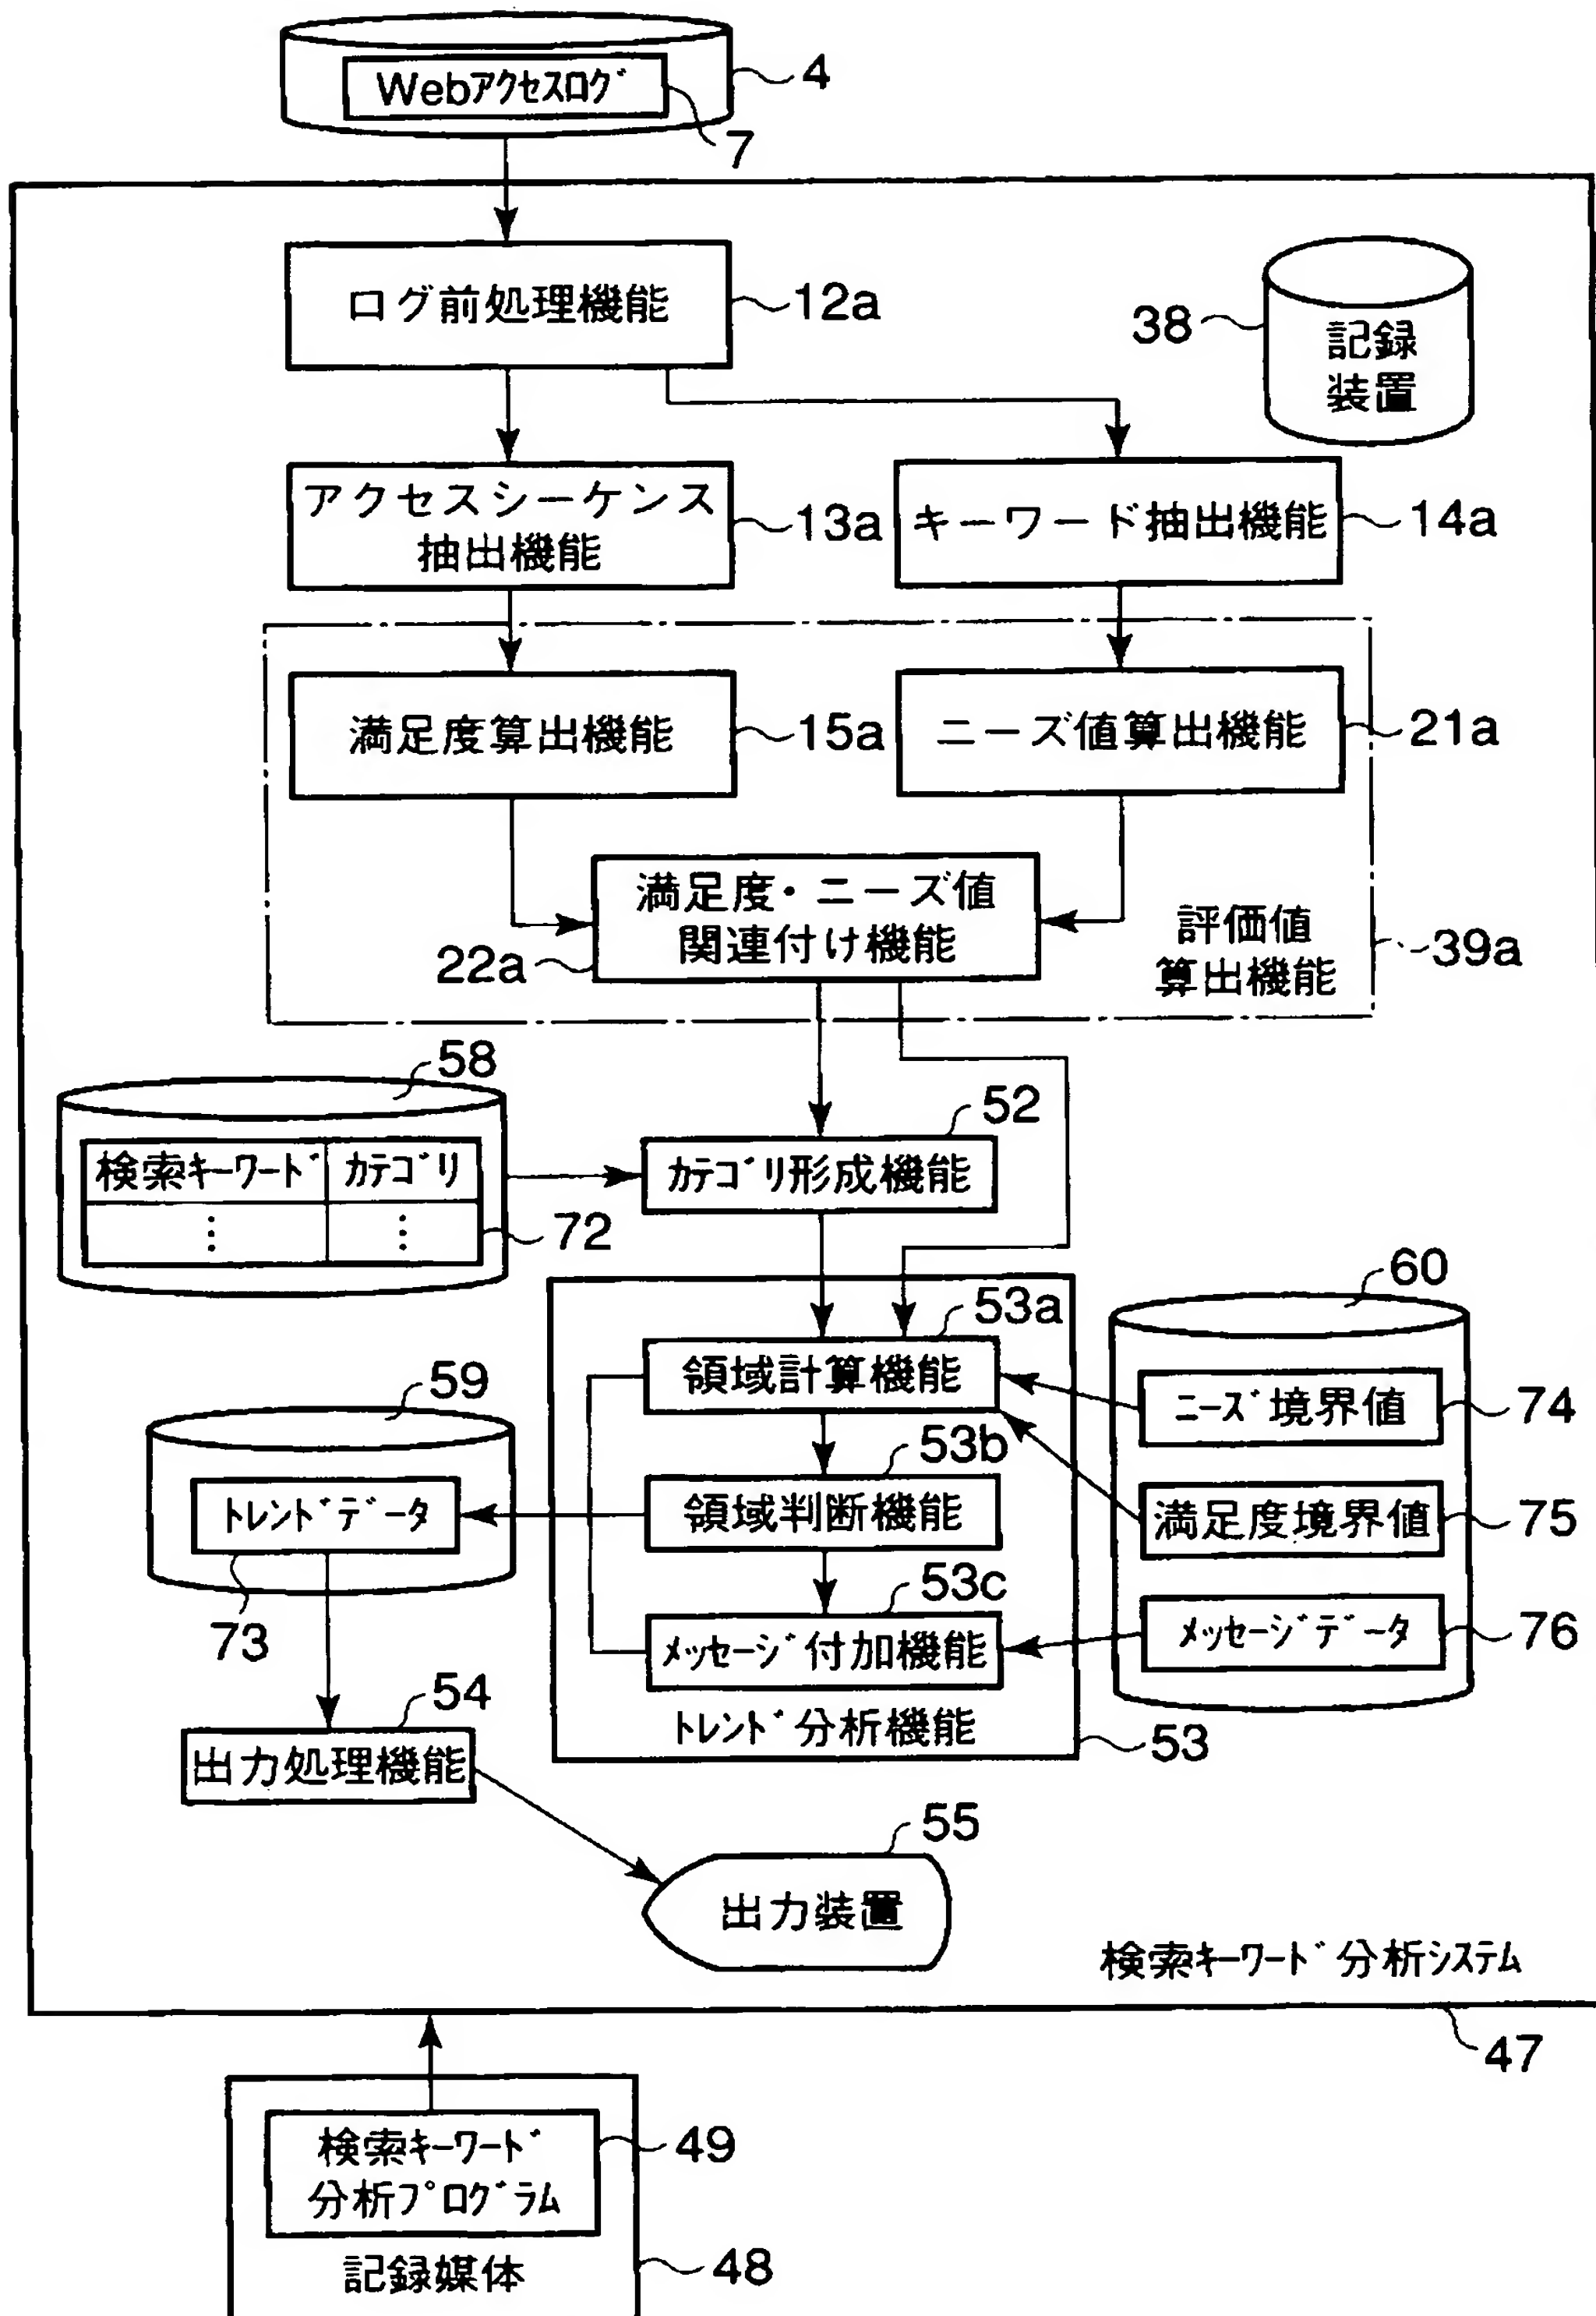 Webアクセスログ
4
7
ログ前処理機能
12a
38
記録
装置
アクセスシーケンス
抽出機能
13a
キーワード抽出機能
14a
満足度算出機能
15a
ニーズ値算出機能
21a
満足度・ニーズ値
関連付け機能
22a
評価値
算出機能
39a
58
検索キーワード
カテゴリ
⋮
⋮
72
52
カテゴリ形成機能
60
53a
領域計算機能
ニーズ境界値
74
59
トレンドデータ
73
53b
領域判断機能
満足度境界値
75
53c
メッセージ付加機能
メッセージデータ
76
トレンド分析機能
53
54
出力処理機能
55
出力装置
検索キーワード分析システム
47
検索キーワード
分析プログラム
49
記録媒体
48